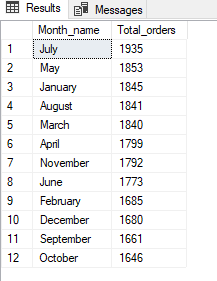 Results Messages
Month_name Total_orders
1 July 1935
2 May 1853
3 January 1845
4 August 1841
5 March 1840
6 April 1799
7 November 1792
8 June 1773
9 February 1685
10 December 1680
11 September 1661
12 October 1646